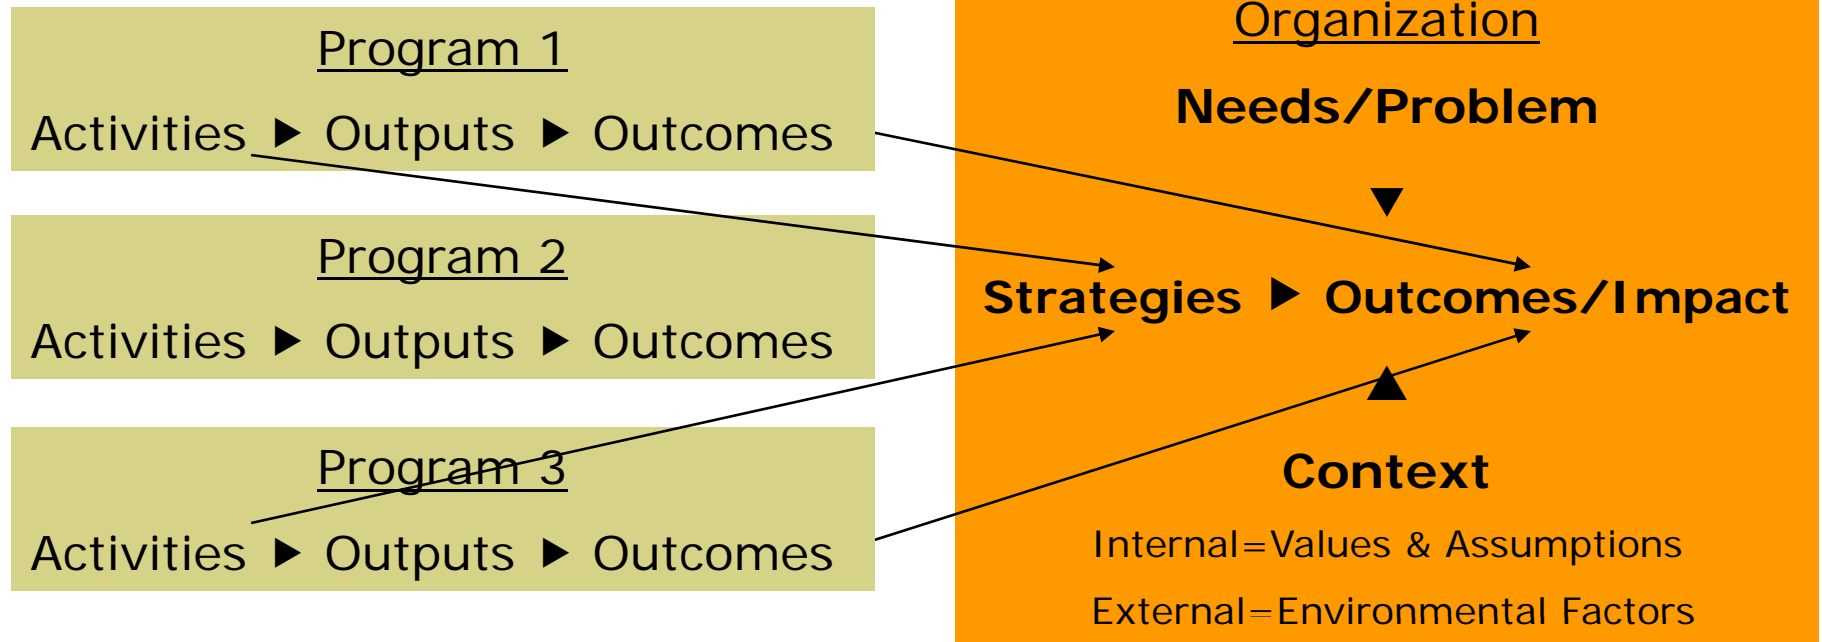 Program 1
Activities ▶ Outputs ▶ Outcomes
Program 2
Activities ▶ Outputs ▶ Outcomes
Program 3
Activities ▶ Outputs ▶ Outcomes
Organization
Needs/Problem
▼
Strategies ▶ Outcomes/Impact
▲
Context
Internal=Values & Assumptions
External=Environmental Factors